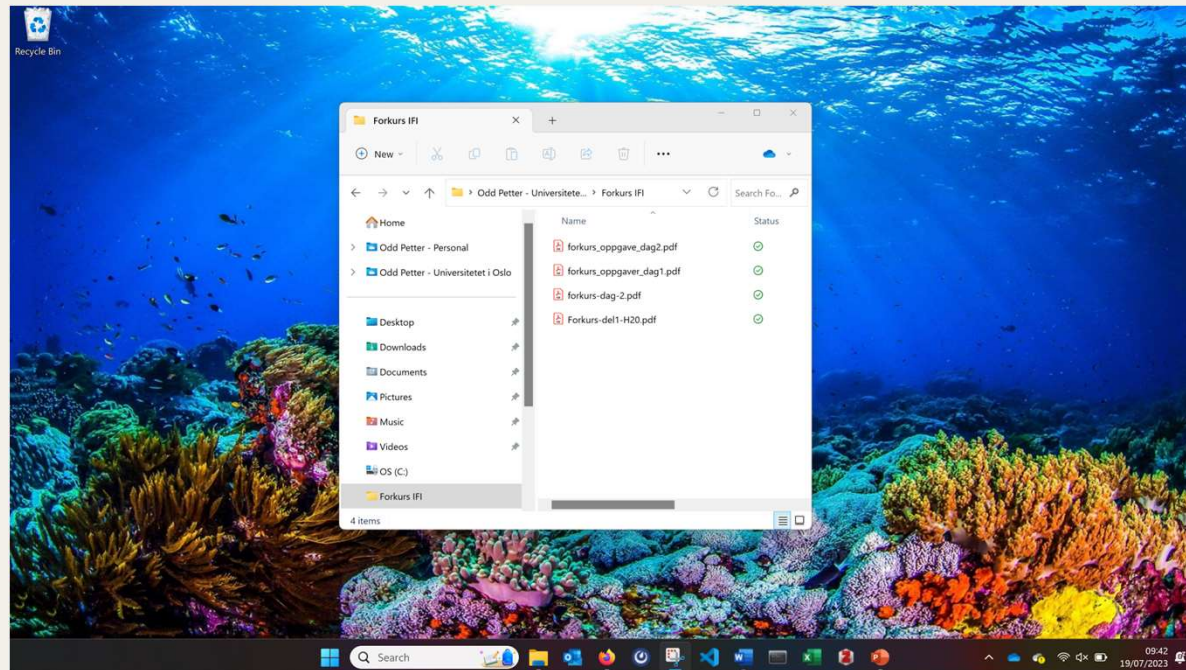 Recycle Bin
Forkurs IFI
New
Odd Petter - Universitete... > Forkurs IFI
Search Fo...
Home
Odd Petter - Personal
Odd Petter - Universitetet i Oslo
Desktop
Downloads
Documents
Pictures
Music
Videos
OS (C:)
Forkurs IFI
Name
Status
forkurs_oppgave_dag2.pdf
forkurs_oppgaver_dag1.pdf
forkurs-dag-2.pdf
Forkurs-del1-H20.pdf
4 items
Search
09:42
19/07/2023